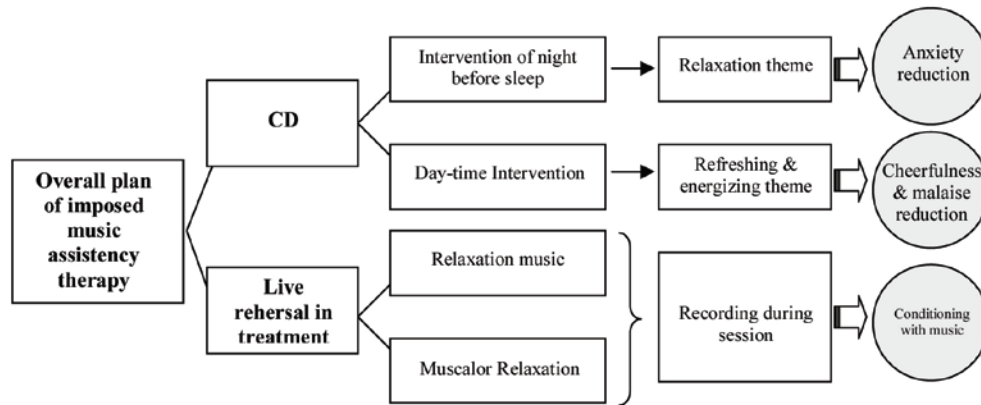 Overall plan
of imposed
music
assistency
therapy
CD
Live
rehersal in
treatment
Intervention of night
before sleep
Relaxation theme
Anxiety
reduction
Day-time Intervention
Refreshing &
energizing theme
Cheerfulness
& malaise
reduction
Relaxation music
Muscalor Relaxation
Recording during
session
Conditioning
with music